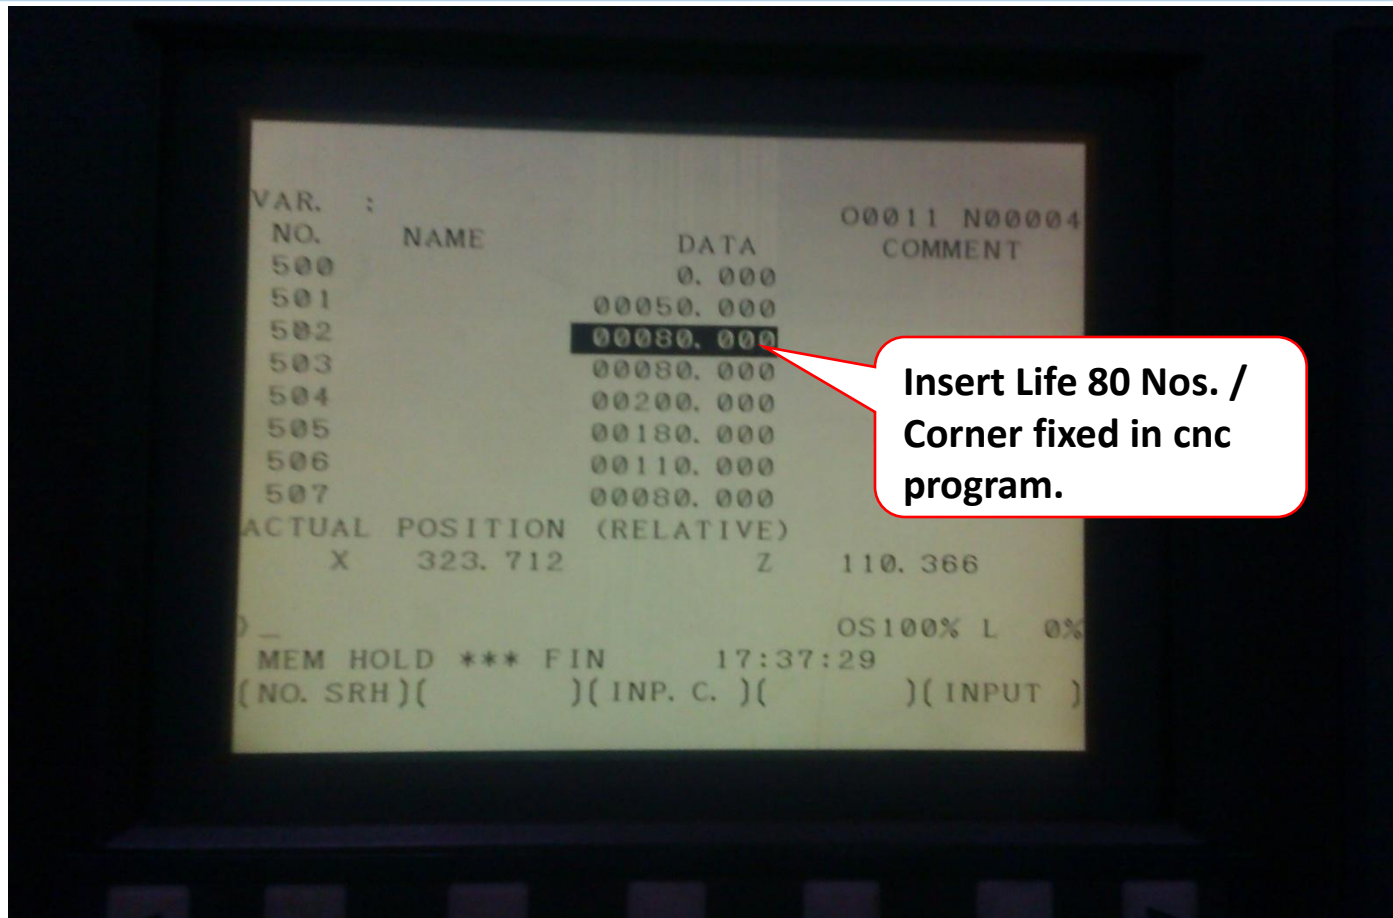 VAR. :
O0011 N00004
NO. NAME DATA COMMENT
500 0.000
501 00050.000
502 00080.000
503 00080.000
504 00200.000
505 00180.000
506 00110.000
507 00080.000
ACTUAL POSITION (RELATIVE)
X 323.712 Z 110.366
)_
OS100% L 0%
MEM HOLD *** FIN 17:37:29
(NO. SRH)( )(INP. C. )( )(INPUT )
Insert Life 80 Nos. /
Corner fixed in cnc
program.